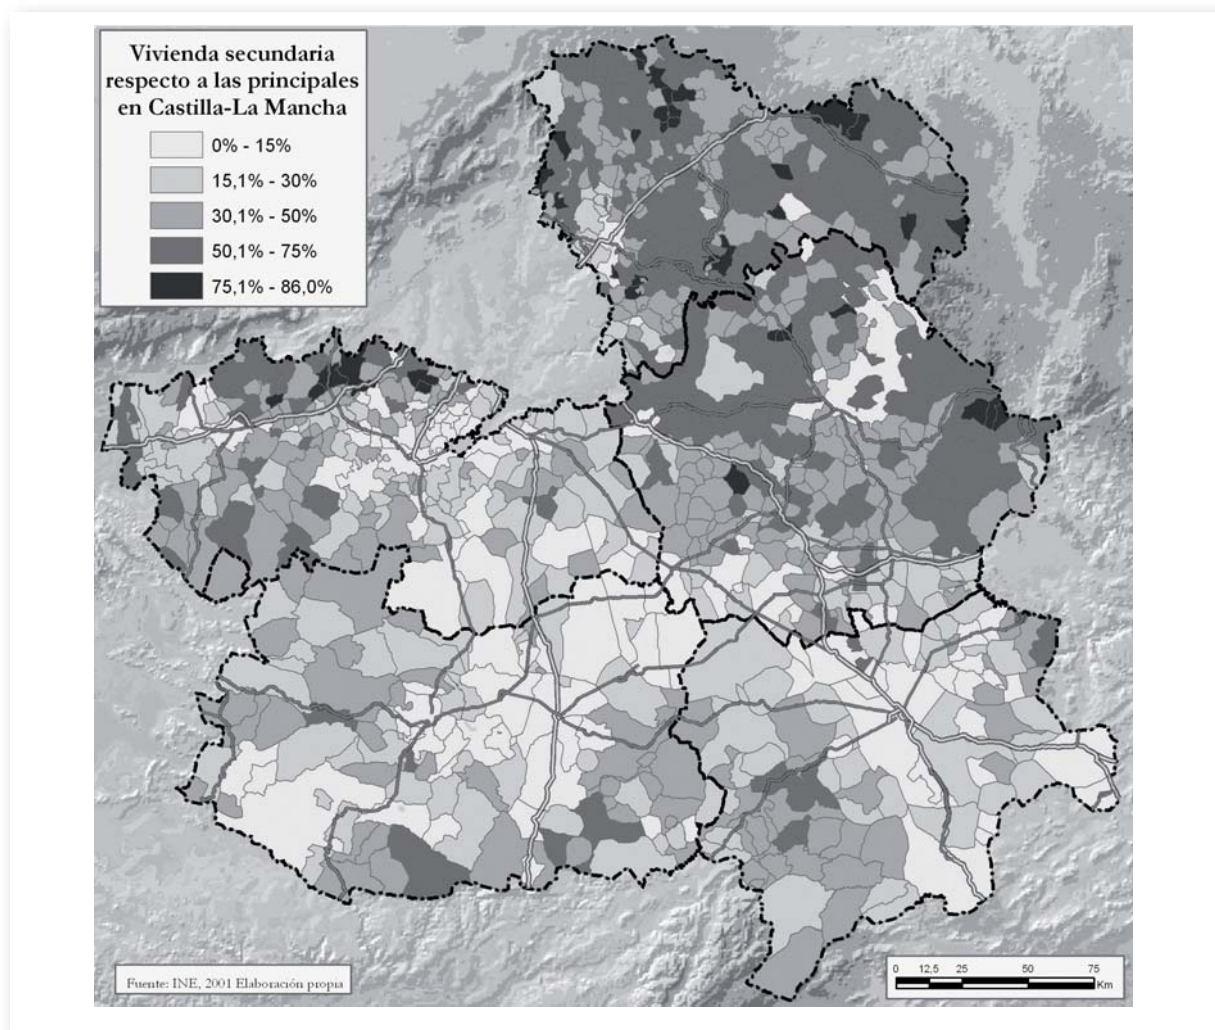 Vivienda secundaria
respecto a las principales
en Castilla-La Mancha
0% - 15%
15,1% - 30%
30,1% - 50%
50,1% - 75%
75,1% - 86,0%
Fuente: INE, 2001 Elaboración propia
0 12,5 25 50 75
Km